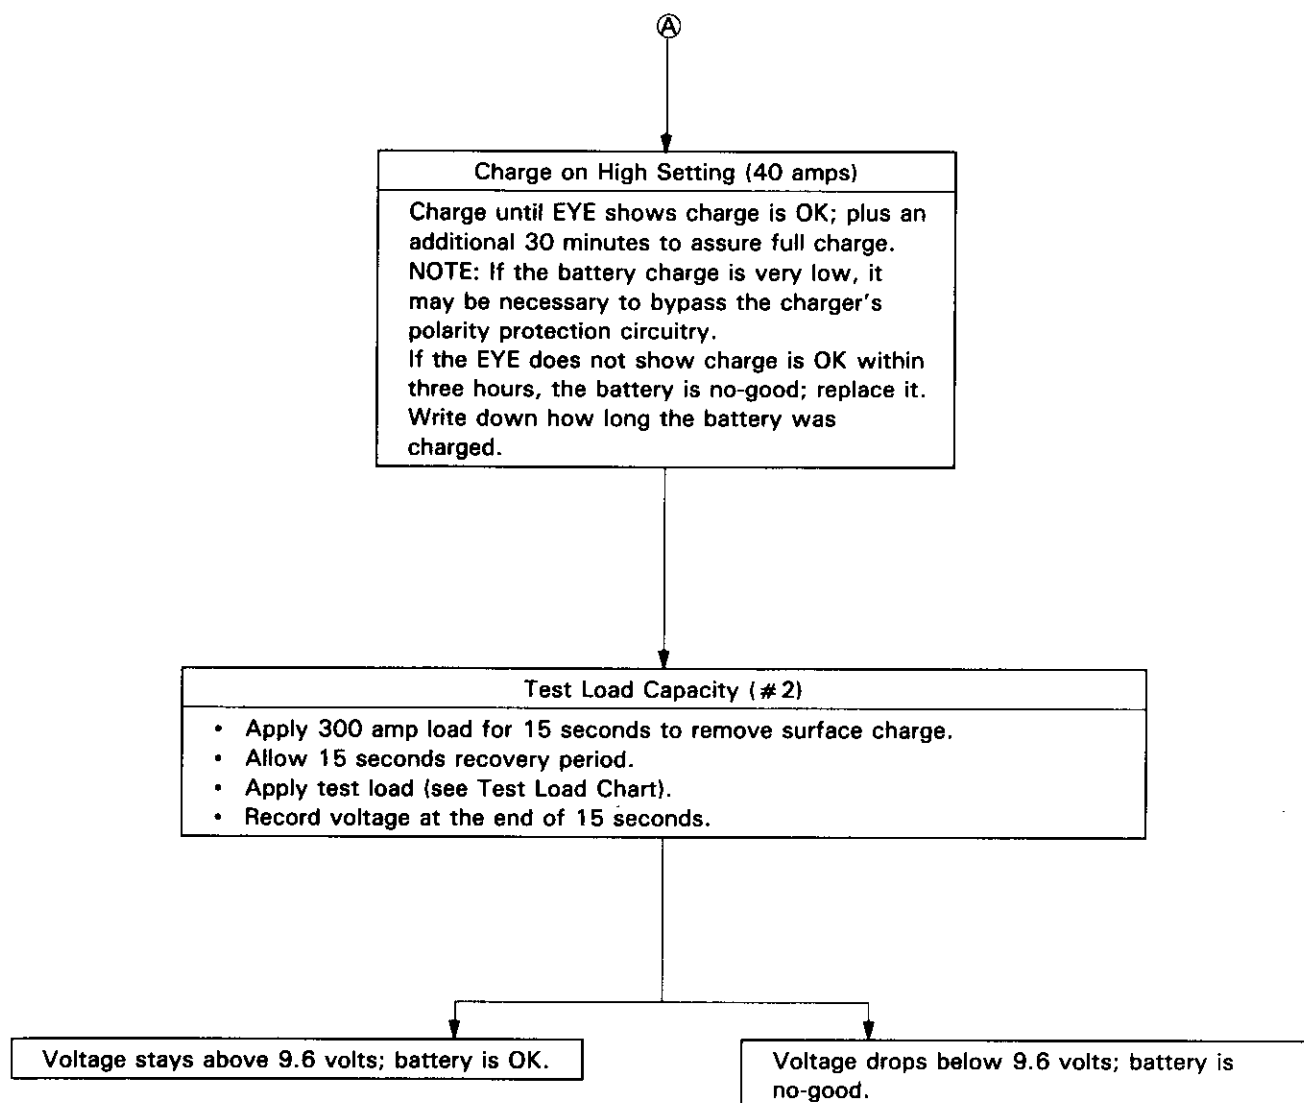 A
Charge on High Setting (40 amps)
Charge until EYE shows charge is OK; plus an
additional 30 minutes to assure full charge.
NOTE: If the battery charge is very low, it
may be necessary to bypass the charger's
polarity protection circuitry.
If the EYE does not show charge is OK within
three hours, the battery is no-good; replace it.
Write down how long the battery was
charged.
Test Load Capacity (#2)
• Apply 300 amp load for 15 seconds to remove surface charge.
• Allow 15 seconds recovery period.
• Apply test load (see Test Load Chart).
• Record voltage at the end of 15 seconds.
Voltage stays above 9.6 volts; battery is OK.
Voltage drops below 9.6 volts; battery is
no-good.